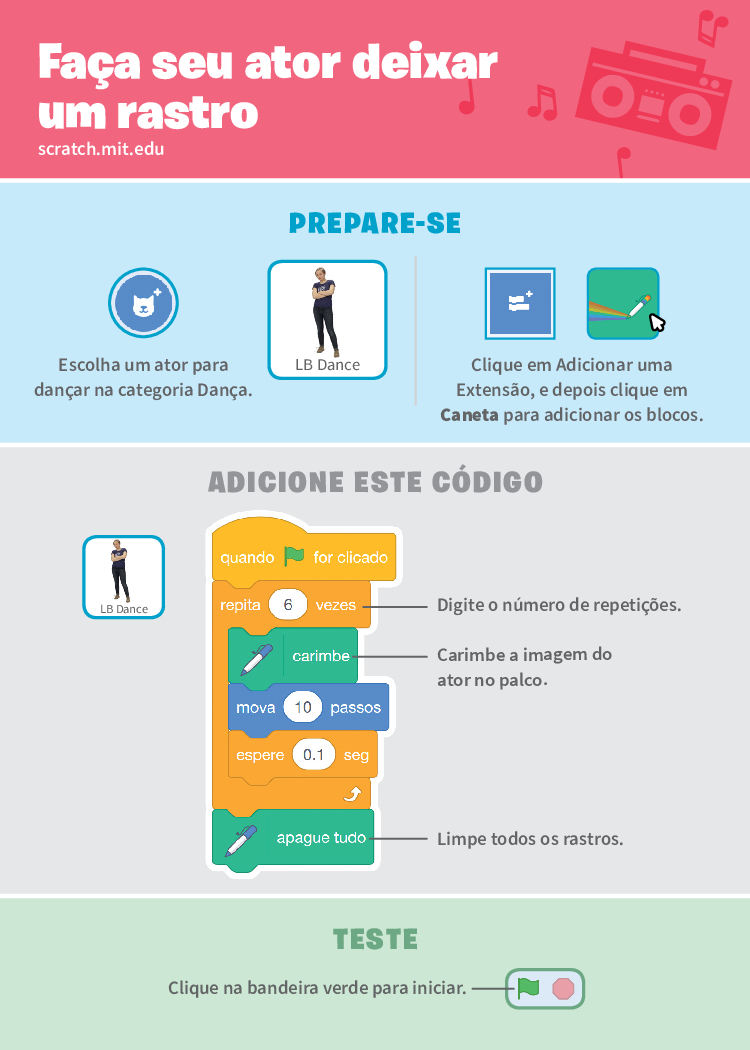 Faça seu ator deixar
um rastro
scratch.mit.edu
PREPARE-SE
LB Dance
Escolha um ator para
dançar na categoria Dança.
Clique em Adicionar uma
Extensão, e depois clique em
Caneta para adicionar os blocos.
ADICIONE ESTE CÓDIGO
LB Dance
quando for clicado
repita 6 vezes
Digite o número de repetições.
carimbe
Carimbe a imagem do
ator no palco.
mova 10 passos
espere 0.1 seg
apague tudo
Limpe todos os rastros.
TESTE
Clique na bandeira verde para iniciar.